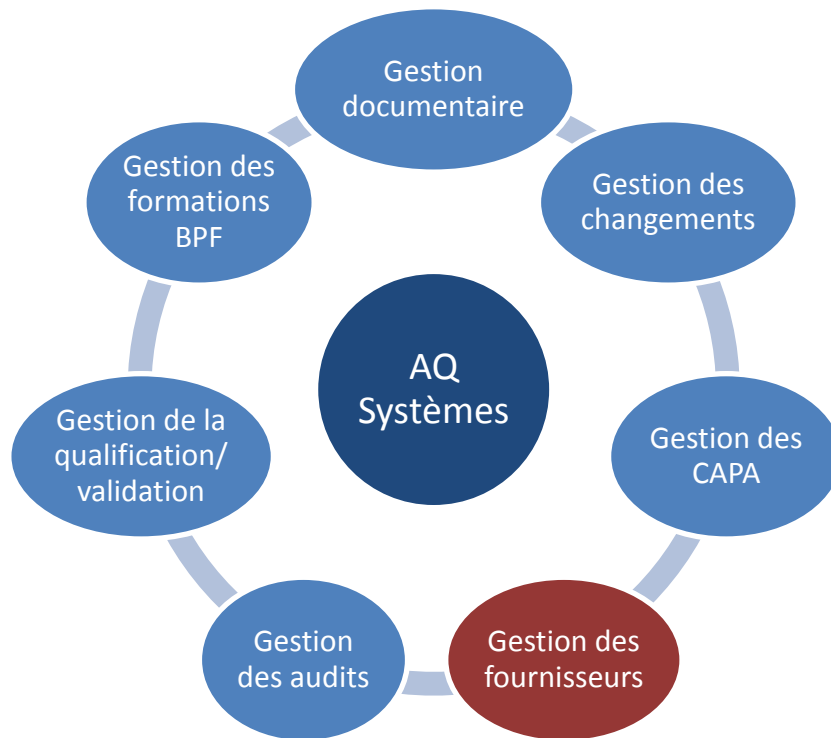 Gestion
documentaire
Gestion des
changements
Gestion des
CAPA
Gestion des
fournisseurs
Gestion
des audits
Gestion de la
qualification/
validation
Gestion des
formations
BPF
AQ
Systèmes